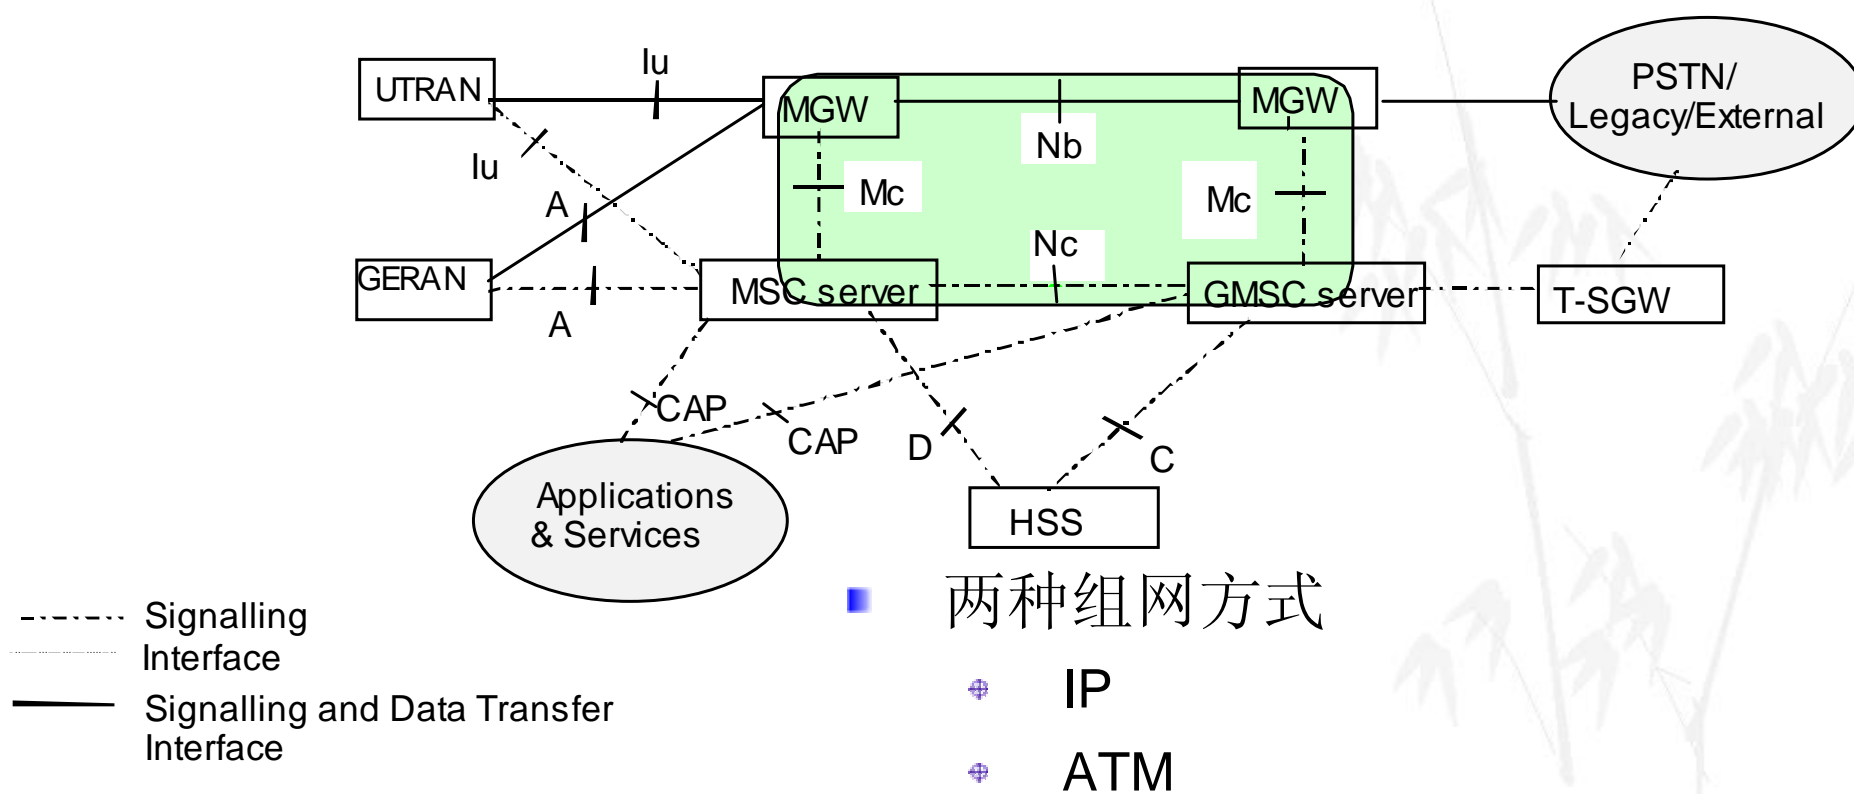 Iu
UTRAN
MGW
MGW
PSTN/
Legacy/External
Nb
Iu
Mc
Mc
A
Nc
GERAN
MSC server
GMSC server
T-SGW
A
CAP
CAP
D
C
Applications
& Services
HSS
两种组网方式
IP
ATM
Signalling
Interface
Signalling and Data Transfer
Interface